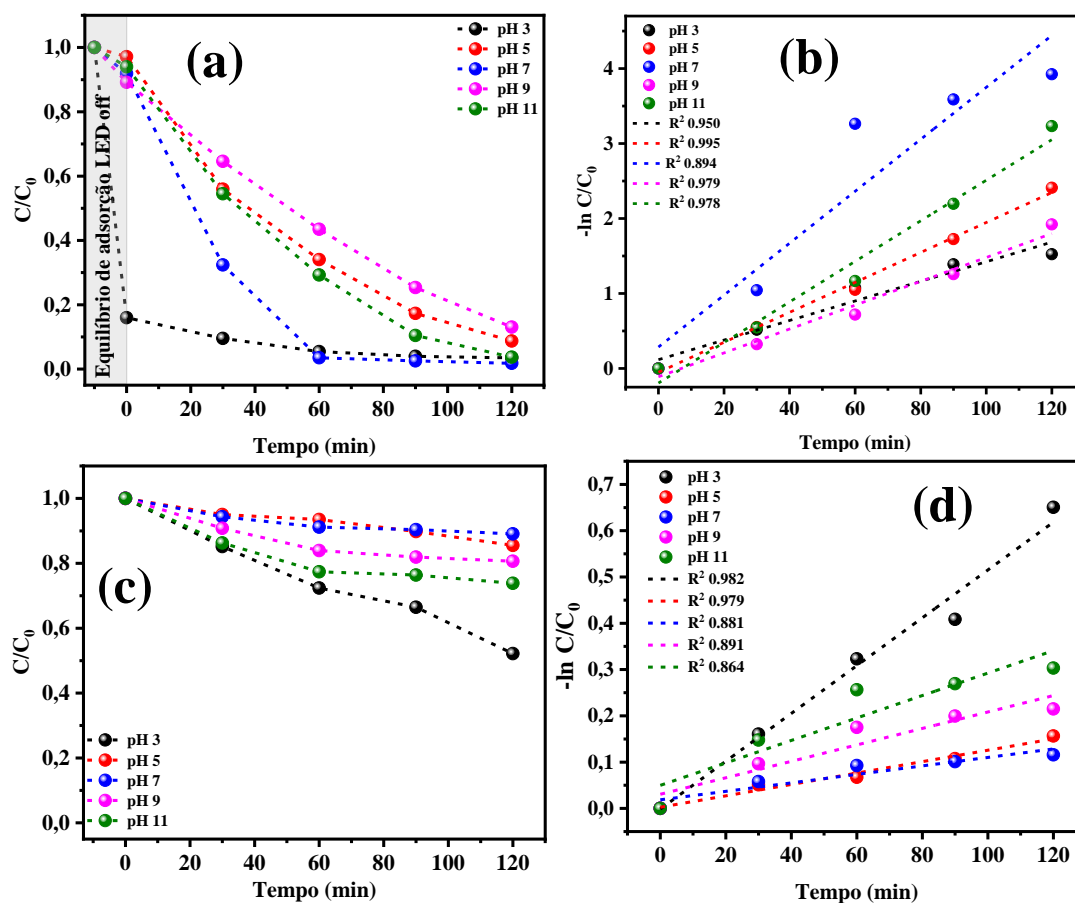 (a)
C/C₀
1,0
0,8
0,6
0,4
0,2
0,0
Equilíbrio de adsorção LED off
pH 3
pH 5
pH 7
pH 9
pH 11
0 20 40 60 80 100 120
Tempo (min)
(b)
-ln C/C₀
4
3
2
1
0
pH 3
pH 5
pH 7
pH 9
pH 11
R² 0.950
R² 0.995
R² 0.894
R² 0.979
R² 0.978
0 20 40 60 80 100 120
Tempo (min)
(c)
C/C₀
1,0
0,8
0,6
0,4
0,2
0,0
pH 3
pH 5
pH 7
pH 9
pH 11
0 20 40 60 80 100 120
Tempo (min)
(d)
-ln C/C₀
0,7
0,6
0,5
0,4
0,3
0,2
0,1
0,0
pH 3
pH 5
pH 7
pH 9
pH 11
R² 0.982
R² 0.979
R² 0.881
R² 0.891
R² 0.864
0 20 40 60 80 100 120
Tempo (min)